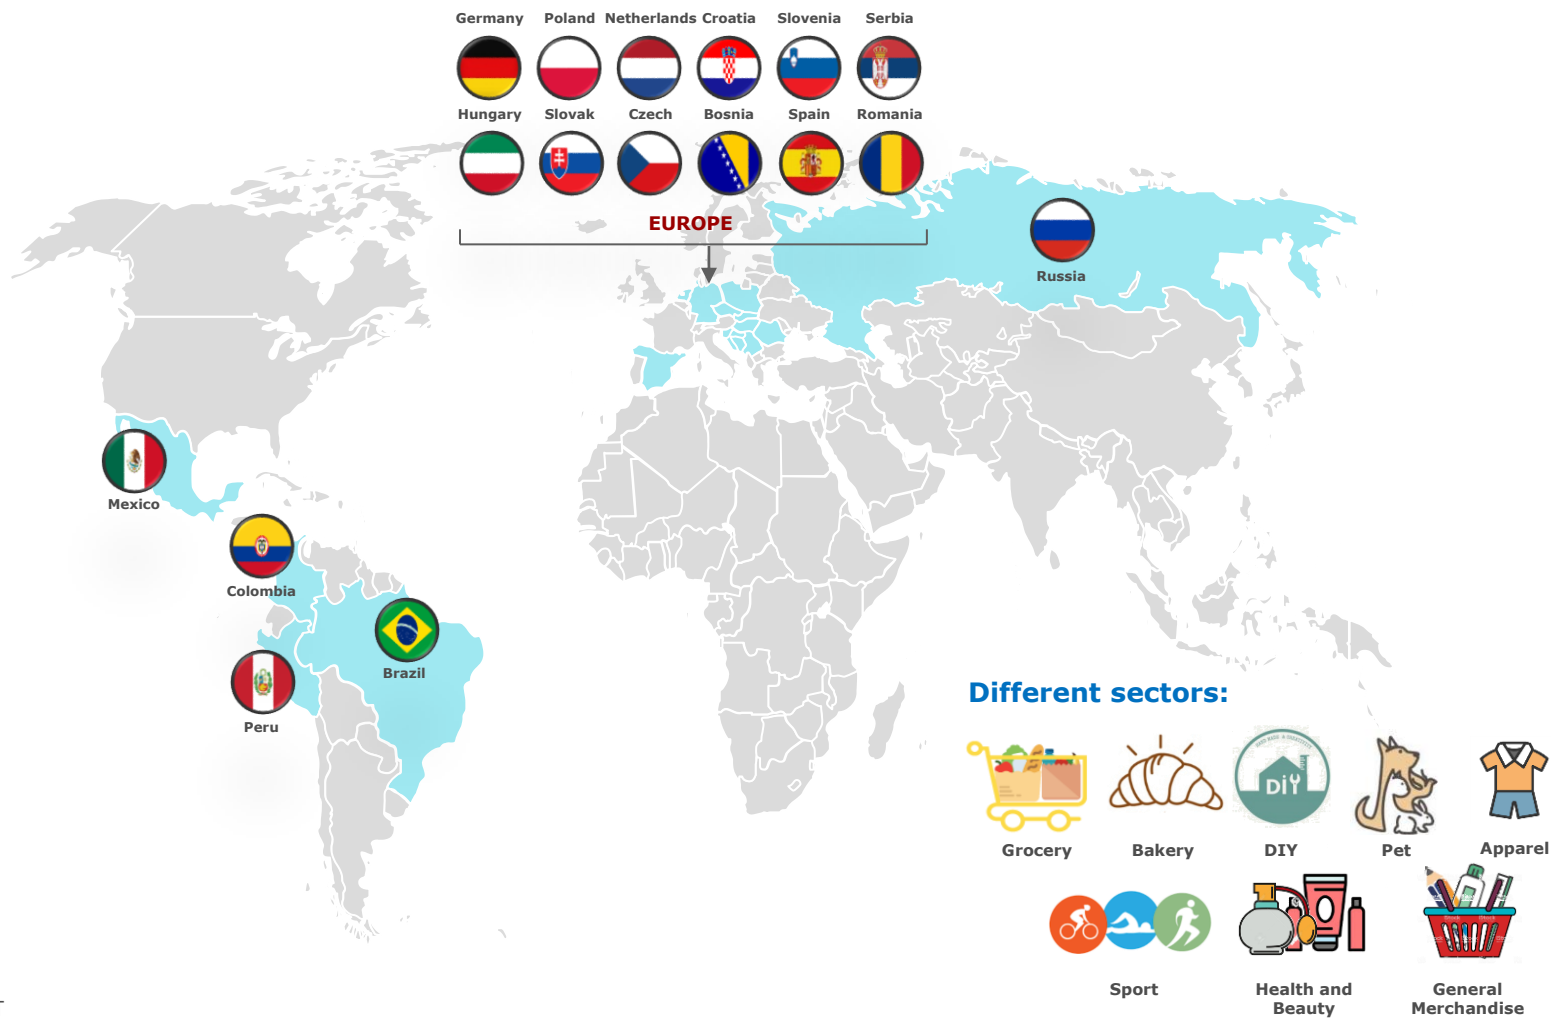 Germany Poland Netherlands Croatia Slovenia Serbia
Hungary Slovak Czech Bosnia Spain Romania
EUROPE
Russia
Mexico
Colombia
Brazil
Peru
Different sectors:
DIY
Grocery Bakery DIY Pet Apparel
Sport
Health and
Beauty
General
Merchandise